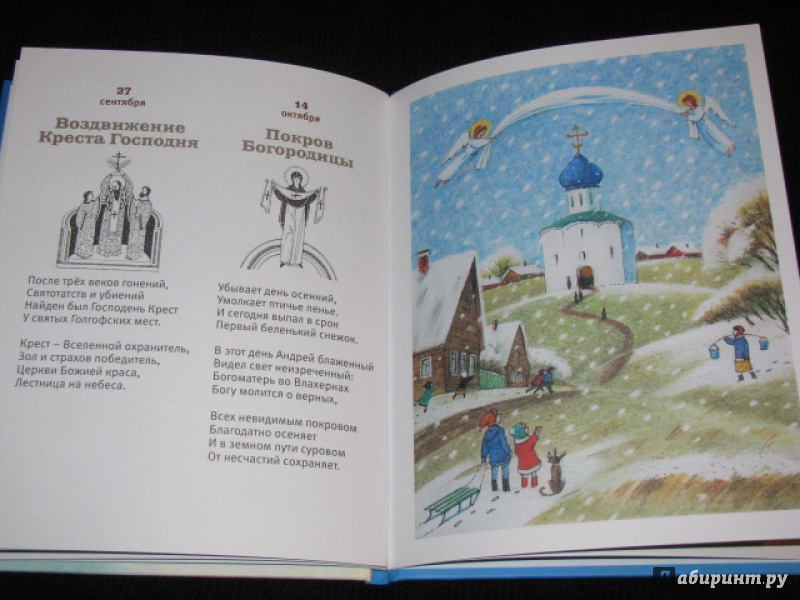 27
сентября
Воздвижение
Креста Господня
После трёх веков гонений,
Святотатств и убиений
Найден был Господень Крест
У святых Голгофских мест.
Крест – Вселенной охранитель,
Зол и страхов победитель,
Церкви Божией краса,
Лестница на небеса.
14
октября
Покров
Богородицы
Убывает день осенний,
Умолкает птичье пенье.
И сегодня выпал в срок
Первый беленький снежок.
В этот день Андрей блаженный
Видел свет неизреченный:
Богоматерь во Влахернах
Богу молится о верных,
Всех невидимым покровом
Благодатно осеняет
И в земном пути суровом
От несчастий сохраняет.
Лабиринт.ру